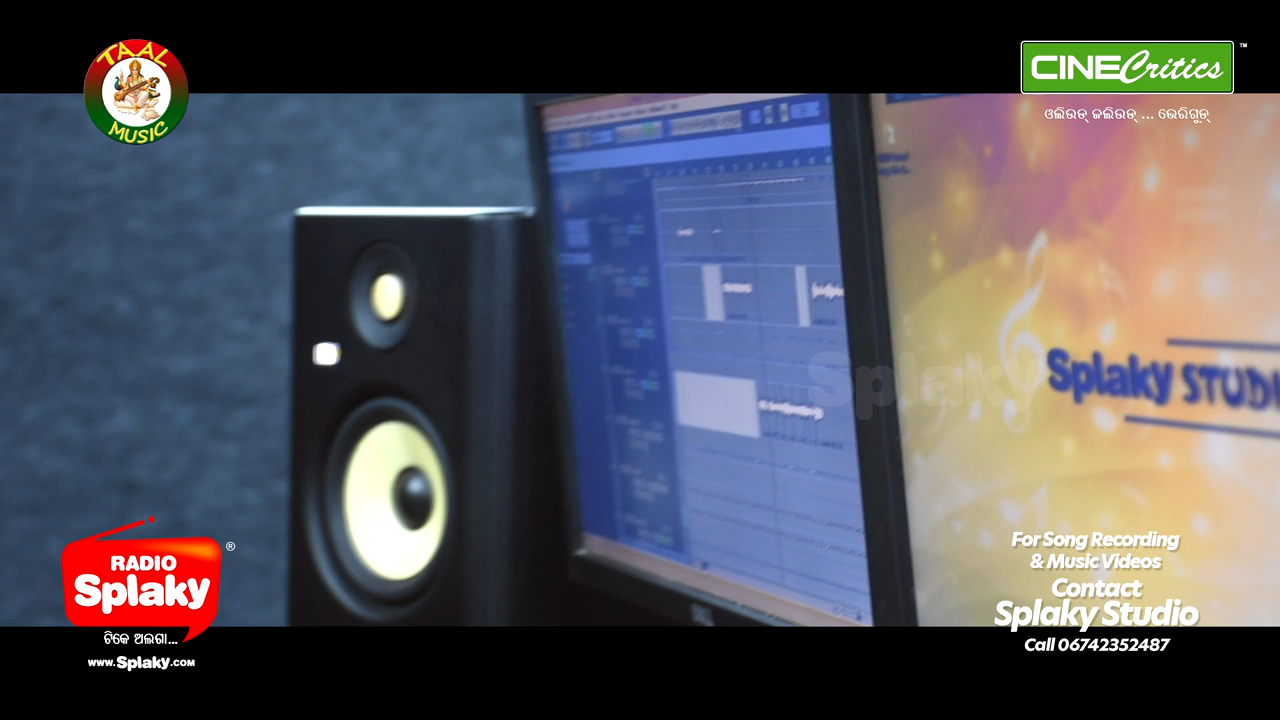 TAAL
MUSIC
CINECritics™
ଓଲିଉଡ୍ ଜଲିଉଡ୍ ... ଭେରିଗୁଡ୍
Splaky
Splaky STUDI
RADIO
Splaky®
ଟିକେ ଅଲଗା...
www.Splaky.com
For Song Recording
& Music Videos
Contact
Splaky Studio
Call 06742352487